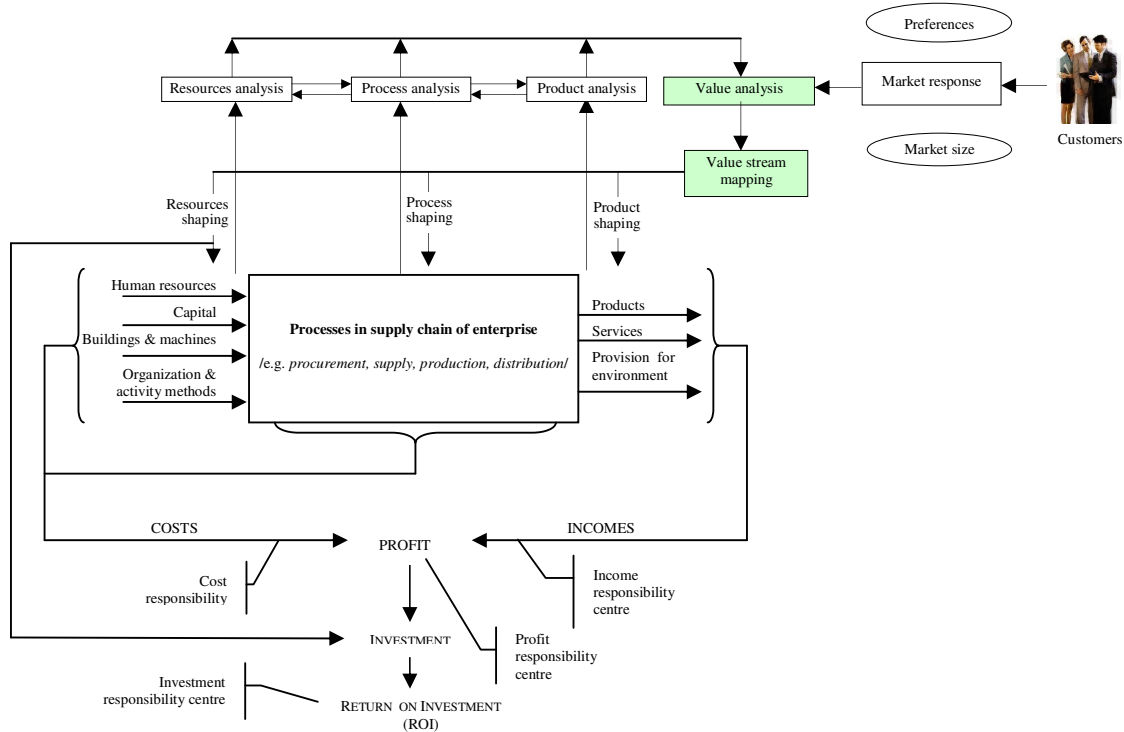 Preferences
Resources analysis
Process analysis
Product analysis
Value analysis
Market response
Customers
Market size
Value stream
mapping
Resources
shaping
Process
shaping
Product
shaping
Human resources
Capital
Buildings & machines
Organization &
activity methods
Processes in supply chain of enterprise
/e.g. procurement, supply, production, distribution/
Products
Services
Provision for
environment
COSTS
INCOMES
PROFIT
Cost
responsibility
Income
responsibility
centre
INVESTMENT
Profit
responsibility
centre
Investment
responsibility centre
RETURN ON INVESTMENT
(ROI)